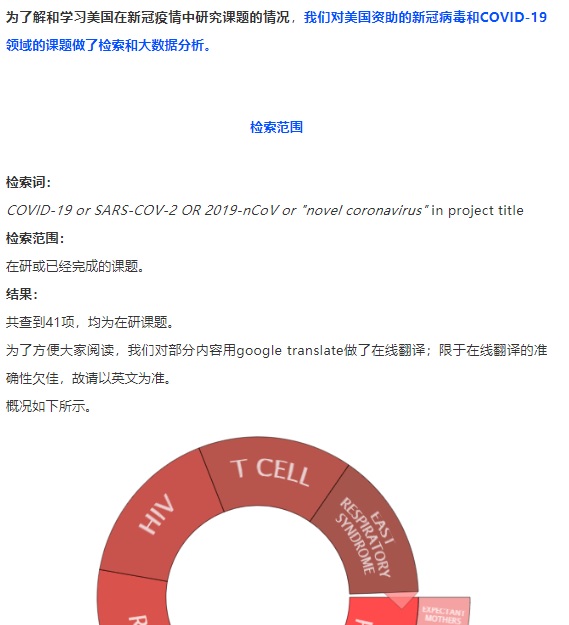 为了解和学习美国在新冠疫情中研究课题的情况，我们对美国资助的新冠病毒和COVID-19
领域的课题做了检索和大数据分析。
检索范围
检索词：
COVID-19 or SARS-COV-2 OR 2019-nCoV or "novel coronavirus" in project title
检索范围：
在研或已经完成的课题。
结果：
共查到41项，均为在研课题。
为了方便大家阅读，我们对部分内容用google translate做了在线翻译；限于在线翻译的准
确性欠佳，故请以英文为准。
概况如下所示。
T CELL
HIV
EAST
RESPIRATORY
SYNDROME
EXPECTANT
MOTHERS